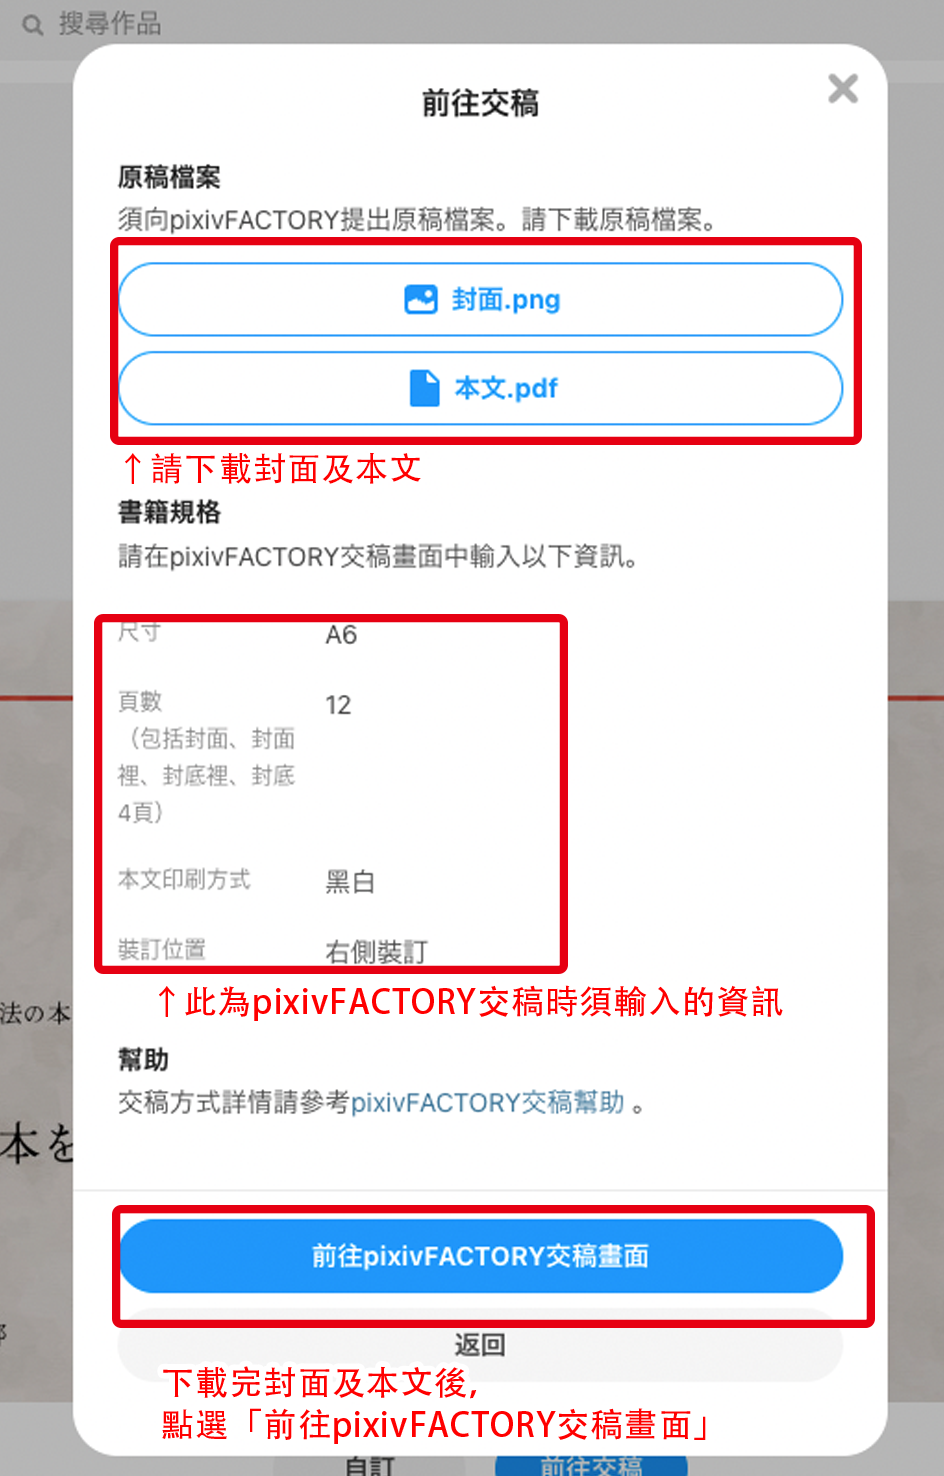 搜尋作品
前往交稿
原稿檔案
須向pixivFACTORY提出原稿檔案。請下載原稿檔案。
封面.png
本文.pdf
↑請下載封面及本文
書籍規格
請在pixivFACTORY交稿畫面中輸入以下資訊。
尺寸 A6
頁數 12
（包括封面、封面
裡、封底裡、封底
4頁）
本文印刷方式 黑白
裝訂位置 右側裝訂
↑此為pixivFACTORY交稿時須輸入的資訊
法の本
幫助
交稿方式詳情請參考pixivFACTORY交稿幫助 。
本を
前往pixivFACTORY交稿畫面
返回
下載完封面及本文後,
點選「前往pixivFACTORY交稿畫面」
自訂
前往交稿